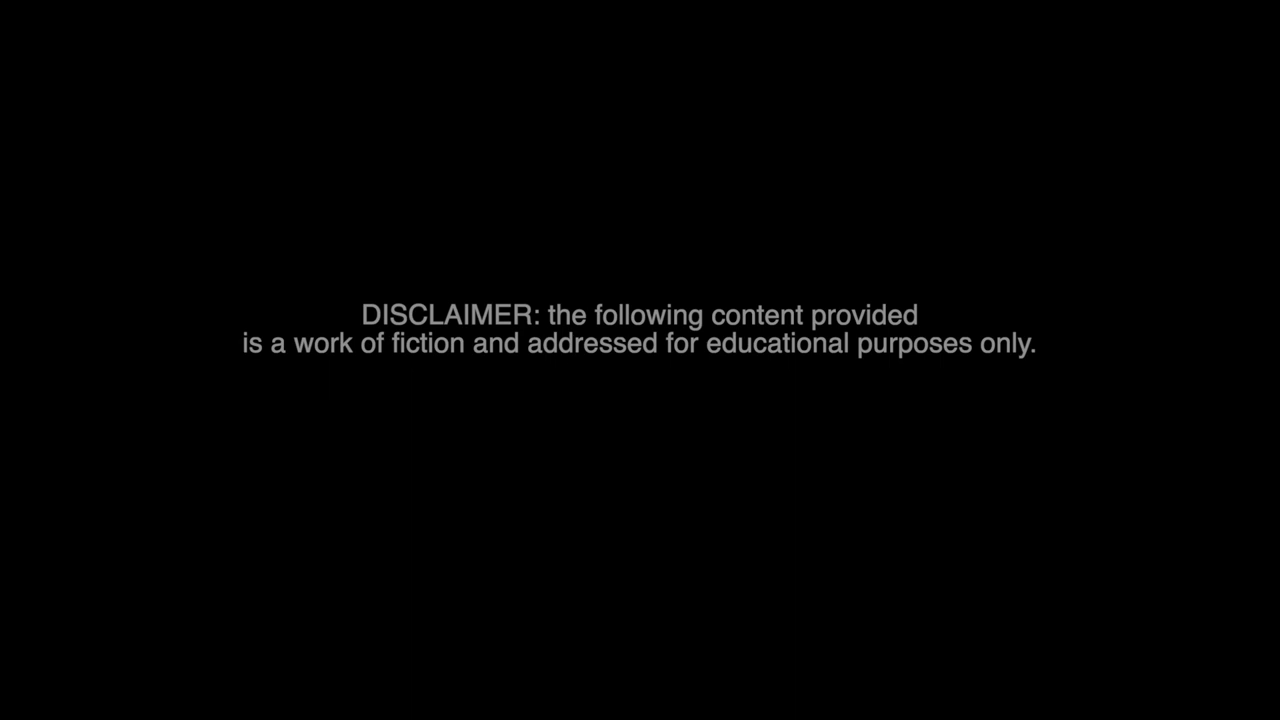 DISCLAIMER: the following content provided
is a work of fiction and addressed for educational purposes only.